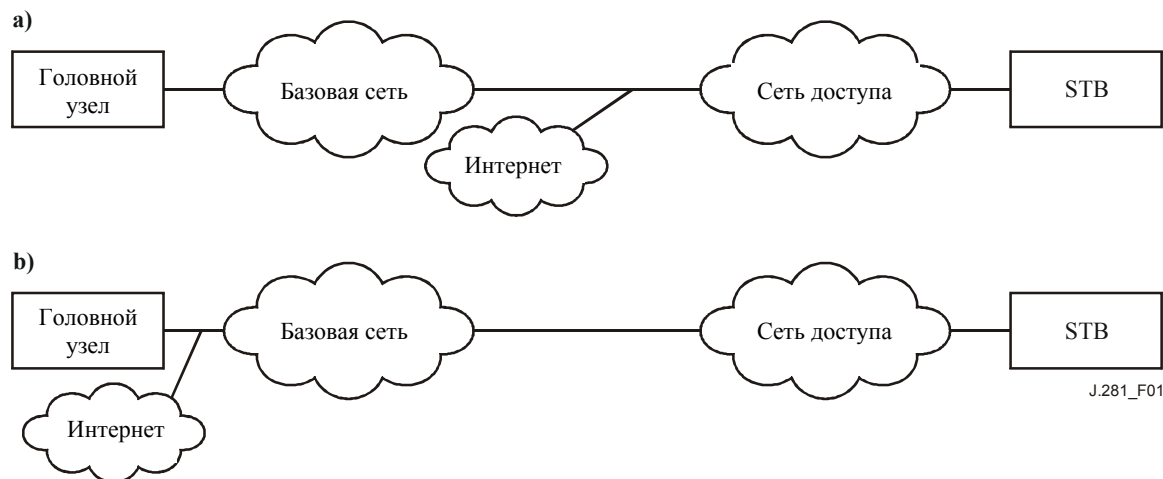 a)
Головной
узел
Базовая сеть
Интернет
Сеть доступа
STB
b)
Головной
узел
Базовая сеть
Сеть доступа
STB
Интернет
J.281_F01